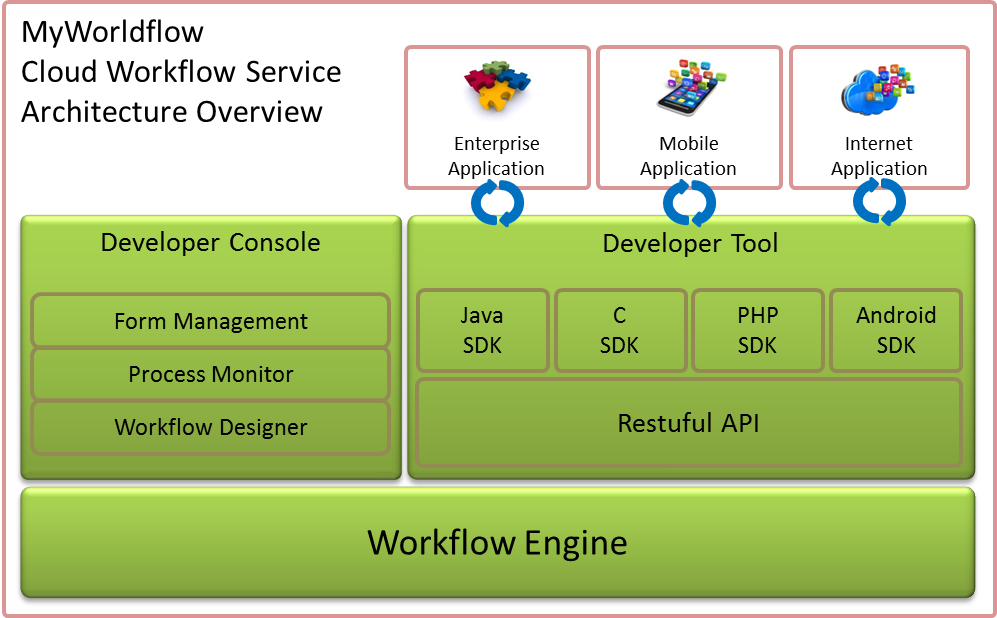 MyWorldflow
Cloud Workflow Service
Architecture Overview
Enterprise
Application
Mobile
Application
Internet
Application
Developer Console
Form Management
Process Monitor
Workflow Designer
Developer Tool
Java
SDK
C
SDK
PHP
SDK
Android
SDK
Restuful API
Workflow Engine